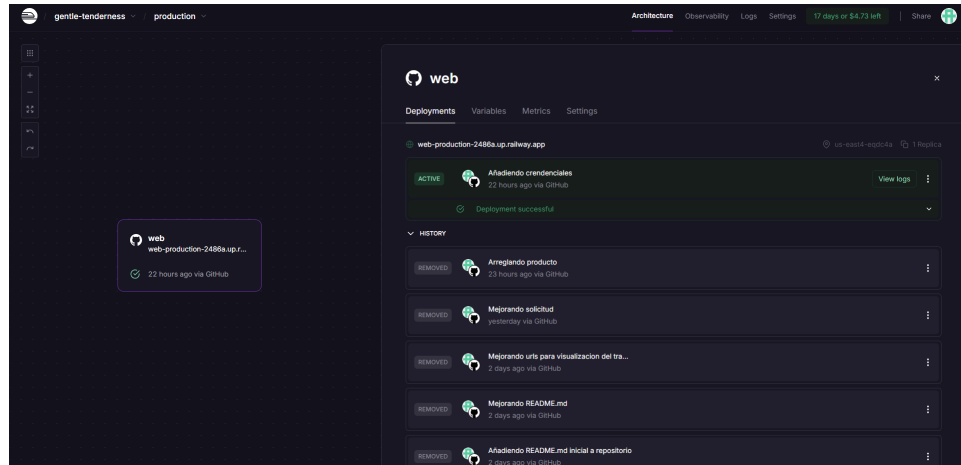 gentle-tenderness / production
Architecture Observability Logs Settings 17 days or $4.73 left Share
web
Deployments Variables Metrics Settings
web-production-2486a.up.railway.app us-east4-eqdc4a 1 Replica
ACTIVE Añadiendo crendenciales View logs
22 hours ago via GitHub
Deployment successful
HISTORY
REMOVED Arreglando producto
23 hours ago via GitHub
REMOVED Mejorando solicitud
yesterday via GitHub
REMOVED Mejorando urls para visualizacion del tra...
2 days ago via GitHub
REMOVED Mejorando README.md
2 days ago via GitHub
REMOVED Añadiendo README.md inicial a repositorio
2 days ago via GitHub
web
web-production-2486a.up.r...
22 hours ago via GitHub